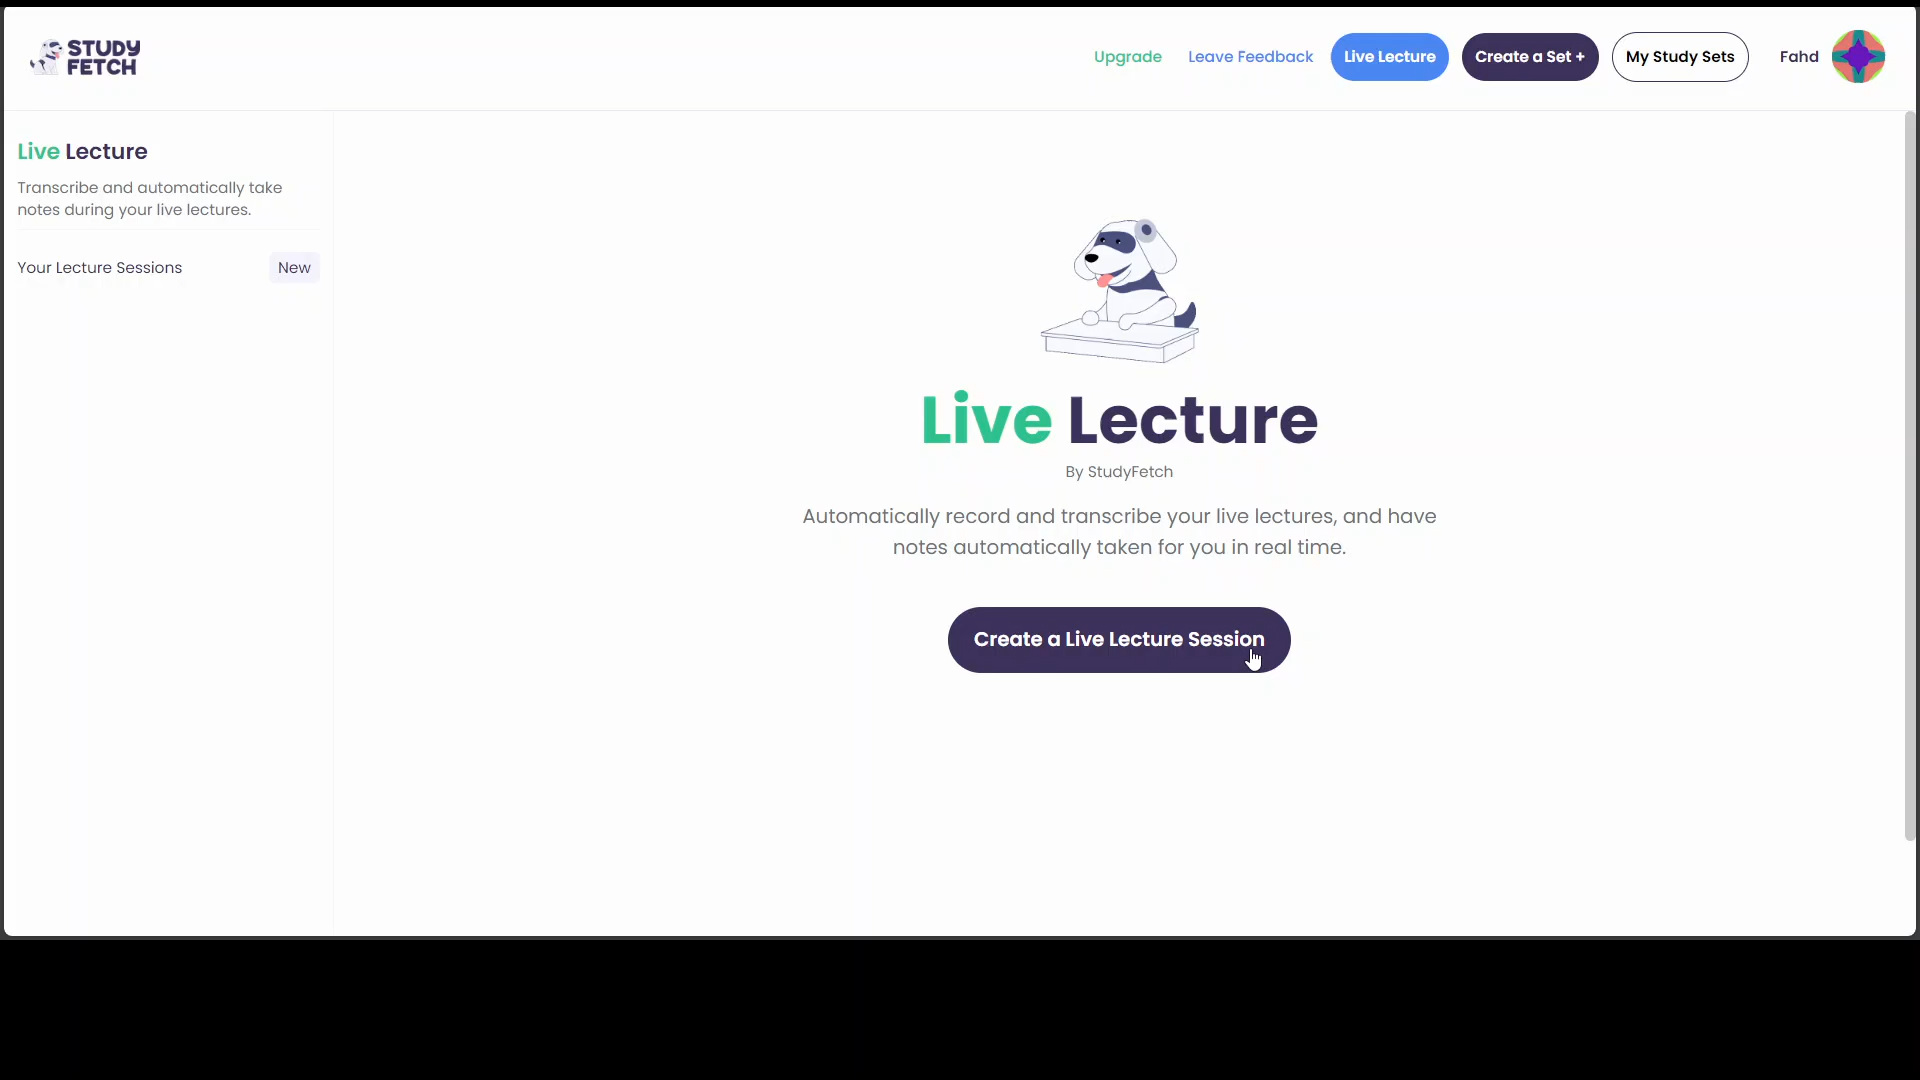 STUDY
FETCH
Upgrade
Leave Feedback
Live Lecture
Create a Set +
My Study Sets
Fahd
Live Lecture
Transcribe and automatically take
notes during your live lectures.
Your Lecture Sessions
New
Live Lecture
By StudyFetch
Automatically record and transcribe your live lectures, and have
notes automatically taken for you in real time.
Create a Live Lecture Session